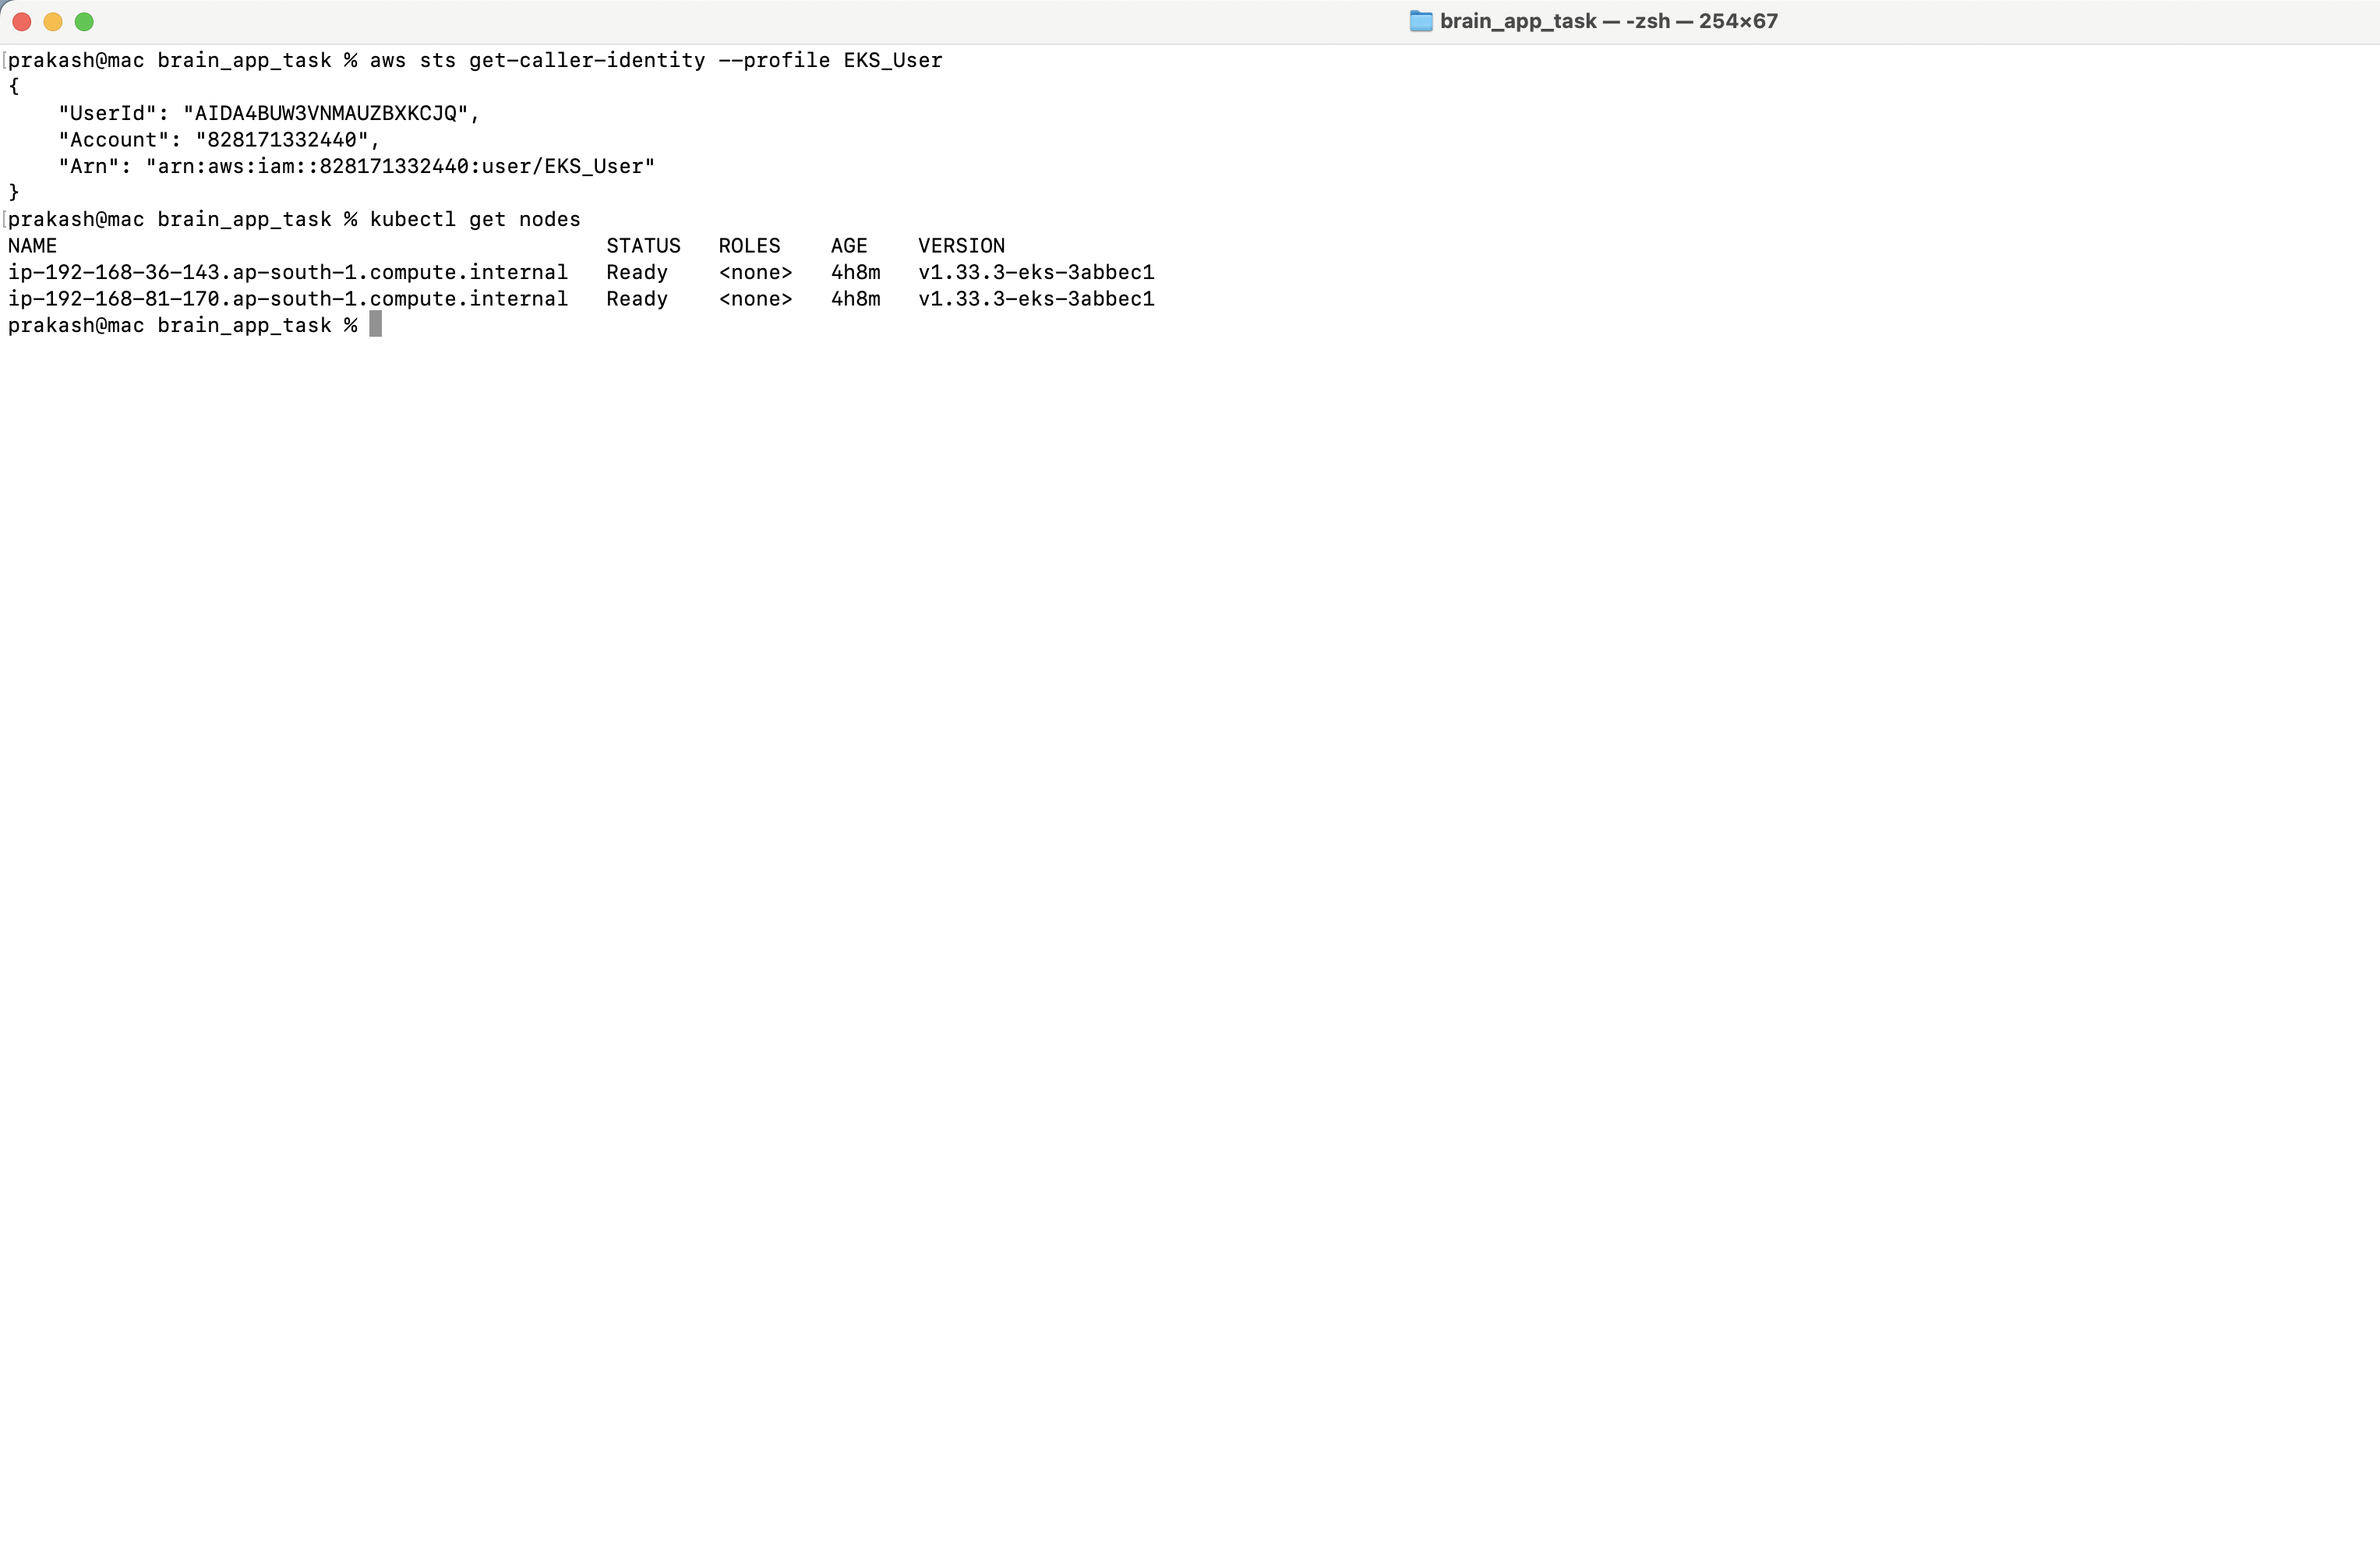 brain_app_task — -zsh — 254×67
prakash@mac brain_app_task % aws sts get-caller-identity --profile EKS_User
{
    "UserId": "AIDA4BUW3VNMAUZBXKCJQ",
    "Account": "828171332440",
    "Arn": "arn:aws:iam::828171332440:user/EKS_User"
}
prakash@mac brain_app_task % kubectl get nodes
NAME                                            STATUS   ROLES    AGE    VERSION
ip-192-168-36-143.ap-south-1.compute.internal   Ready    <none>   4h8m   v1.33.3-eks-3abbec1
ip-192-168-81-170.ap-south-1.compute.internal   Ready    <none>   4h8m   v1.33.3-eks-3abbec1
prakash@mac brain_app_task %